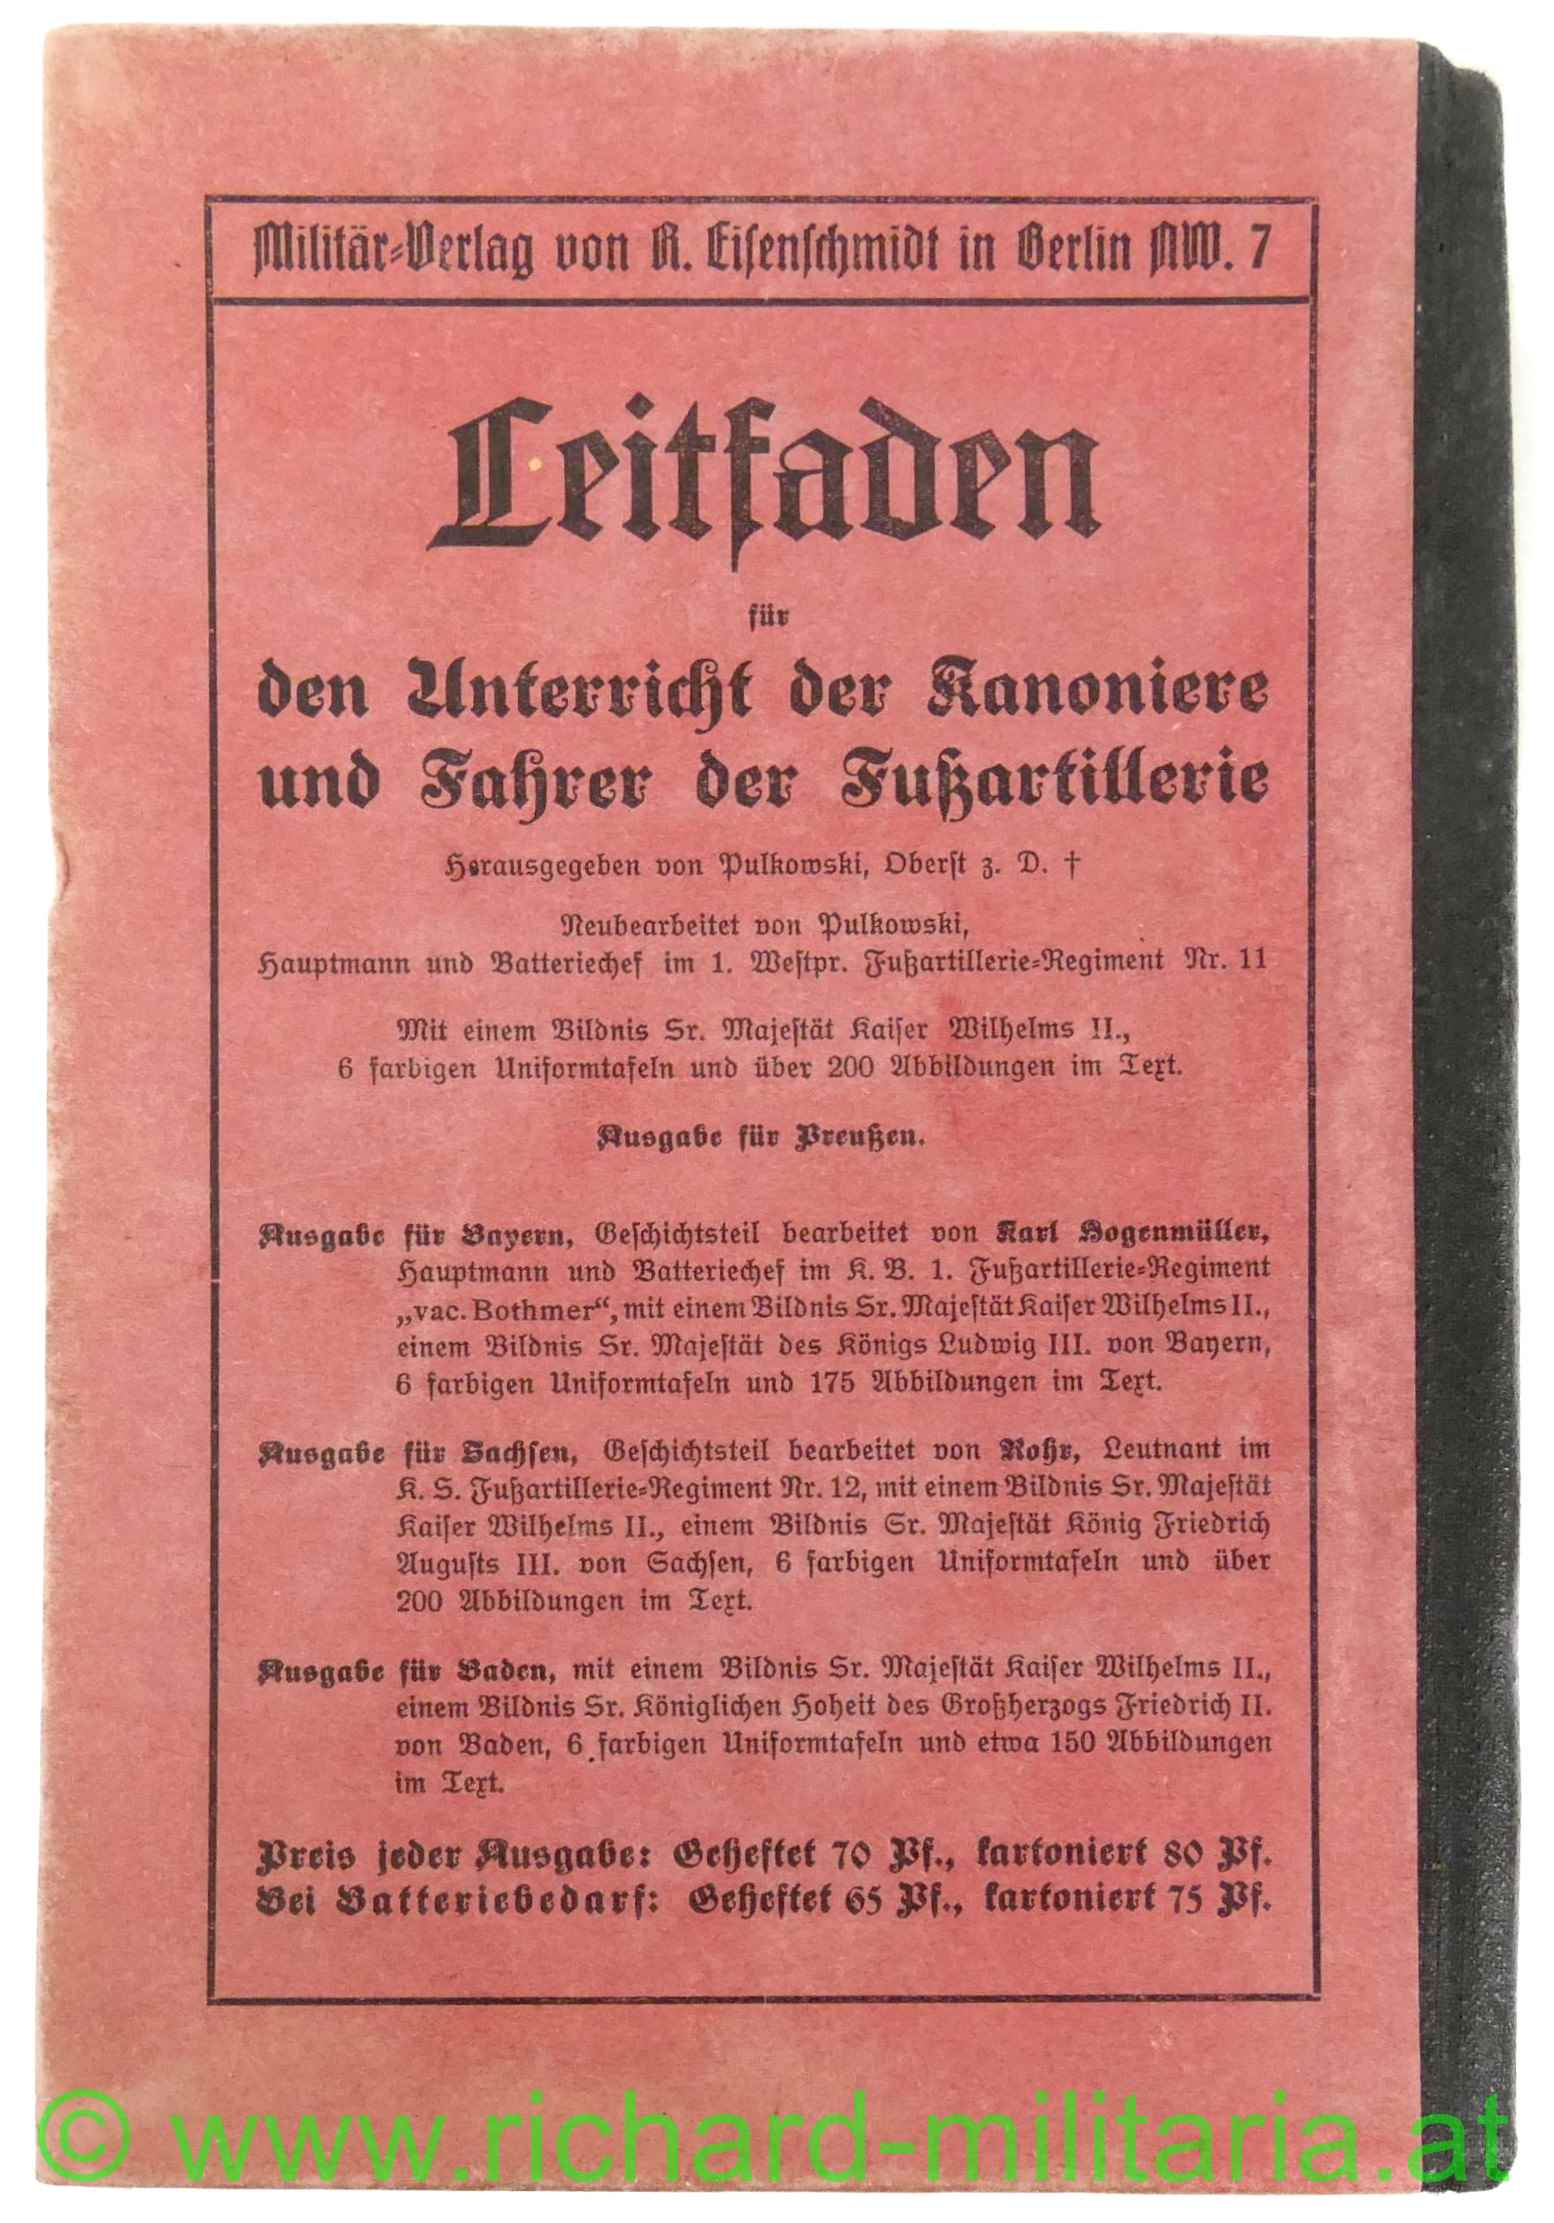 Militär-Verlag von R. Eisenschmidt in Berlin NW. 7
Leitfaden
für
den Unterricht der Kanoniere
und Fahrer der Fußartillerie
Herausgegeben von Pulkowski, Oberst z. D. †
Neubearbeitet von Pulkowski,
Hauptmann und Batteriechef im 1. Westpr. Fußartillerie-Regiment Nr. 11
Mit einem Bildnis Sr. Majestät Kaiser Wilhelms II.,
6 farbigen Uniformtafeln und über 200 Abbildungen im Text.
Ausgabe für Preußen.
Ausgabe für Bayern, Geschichtsteil bearbeitet von Karl Hogenmüller,
Hauptmann und Batteriechef im K. B. 1. Fußartillerie-Regiment
„vac. Bothmer“, mit einem Bildnis Sr. Majestät Kaiser Wilhelms II.,
einem Bildnis Sr. Majestät des Königs Ludwig III. von Bayern,
6 farbigen Uniformtafeln und 175 Abbildungen im Text.
Ausgabe für Sachsen, Geschichtsteil bearbeitet von Rohr, Leutnant im
K. S. Fußartillerie-Regiment Nr. 12, mit einem Bildnis Sr. Majestät
Kaiser Wilhelms II., einem Bildnis Sr. Majestät König Friedrich
Augusts III. von Sachsen, 6 farbigen Uniformtafeln und über
200 Abbildungen im Text.
Ausgabe für Baden, mit einem Bildnis Sr. Majestät Kaiser Wilhelms II.,
einem Bildnis Sr. Königlichen Hoheit des Großherzogs Friedrich II.
von Baden, 6 farbigen Uniformtafeln und etwa 150 Abbildungen
im Text.
Preis jeder Ausgabe: Geheftet 70 Pf., kartoniert 80 Pf.
Bei Batteriebedarf: Geheftet 65 Pf., kartoniert 75 Pf.
© www.richard-militaria.at